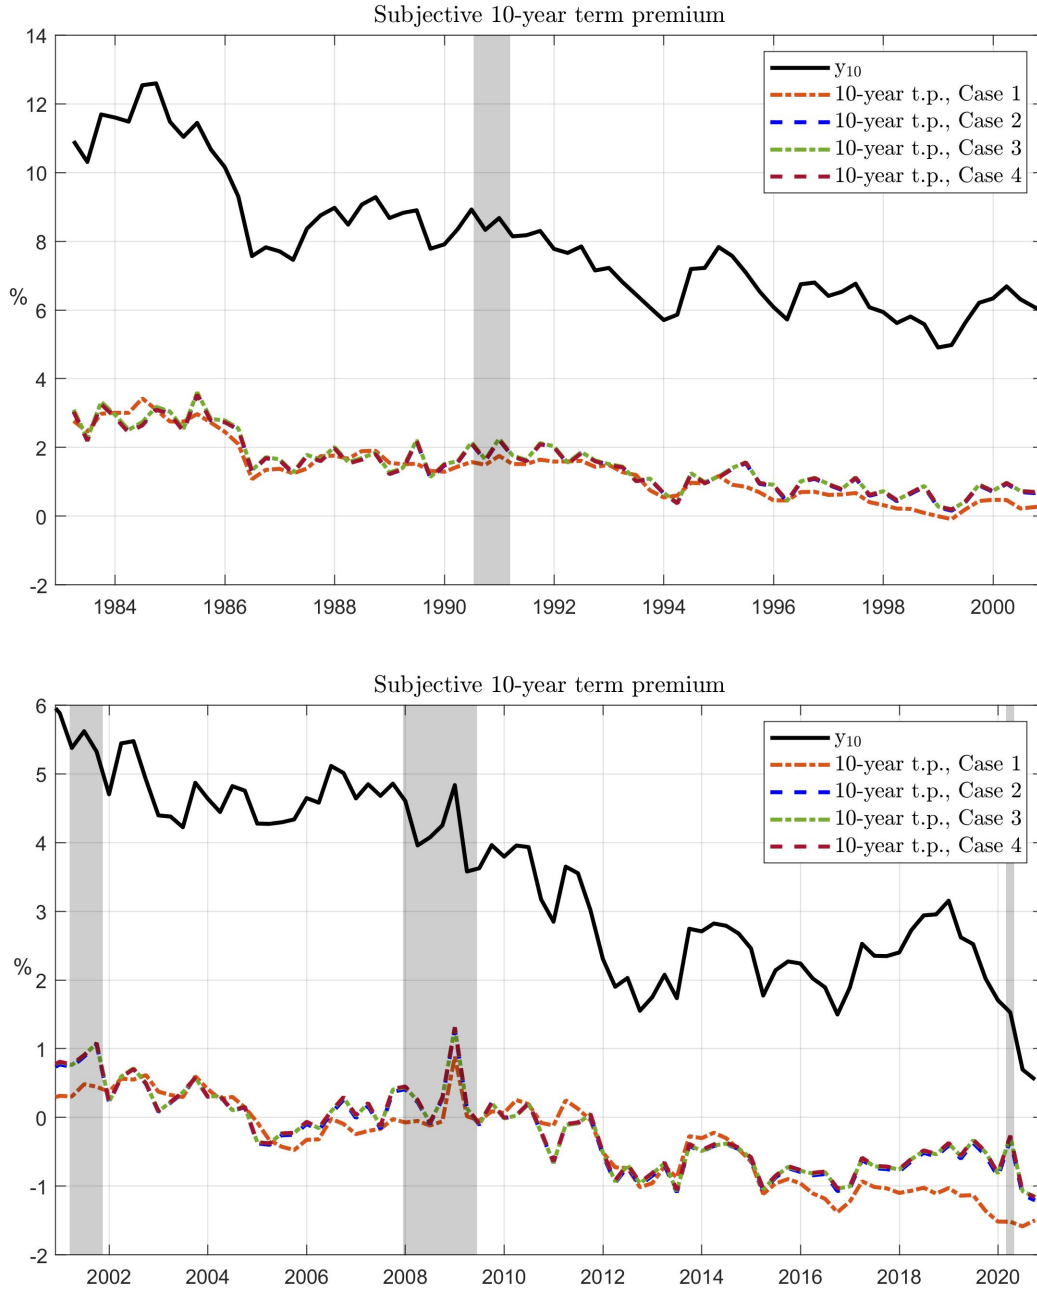 Subjective 10-year term premium
14
12
10
8
6
4
2
0
-2
%
y10
10-year t.p., Case 1
10-year t.p., Case 2
10-year t.p., Case 3
10-year t.p., Case 4
1984 1986 1988 1990 1992 1994 1996 1998 2000
Subjective 10-year term premium
6
5
4
3
2
1
0
-1
-2
%
y10
10-year t.p., Case 1
10-year t.p., Case 2
10-year t.p., Case 3
10-year t.p., Case 4
2002 2004 2006 2008 2010 2012 2014 2016 2018 2020